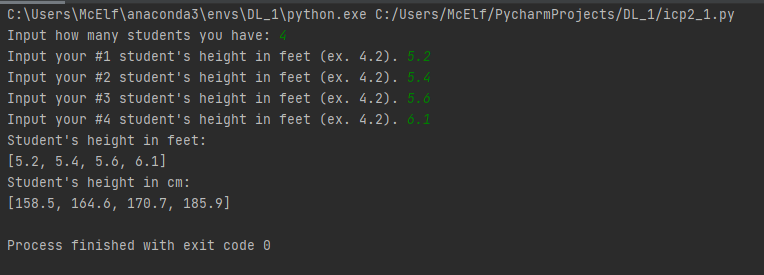 C:\Users\McElf\anaconda3\envs\DL_1\python.exe C:/Users/McElf/PycharmProjects/DL_1/icp2_1.py
Input how many students you have: 4
Input your #1 student's height in feet (ex. 4.2). 5.2
Input your #2 student's height in feet (ex. 4.2). 5.4
Input your #3 student's height in feet (ex. 4.2). 5.6
Input your #4 student's height in feet (ex. 4.2). 6.1
Student's height in feet:
[5.2, 5.4, 5.6, 6.1]
Student's height in cm:
[158.5, 164.6, 170.7, 185.9]
Process finished with exit code 0